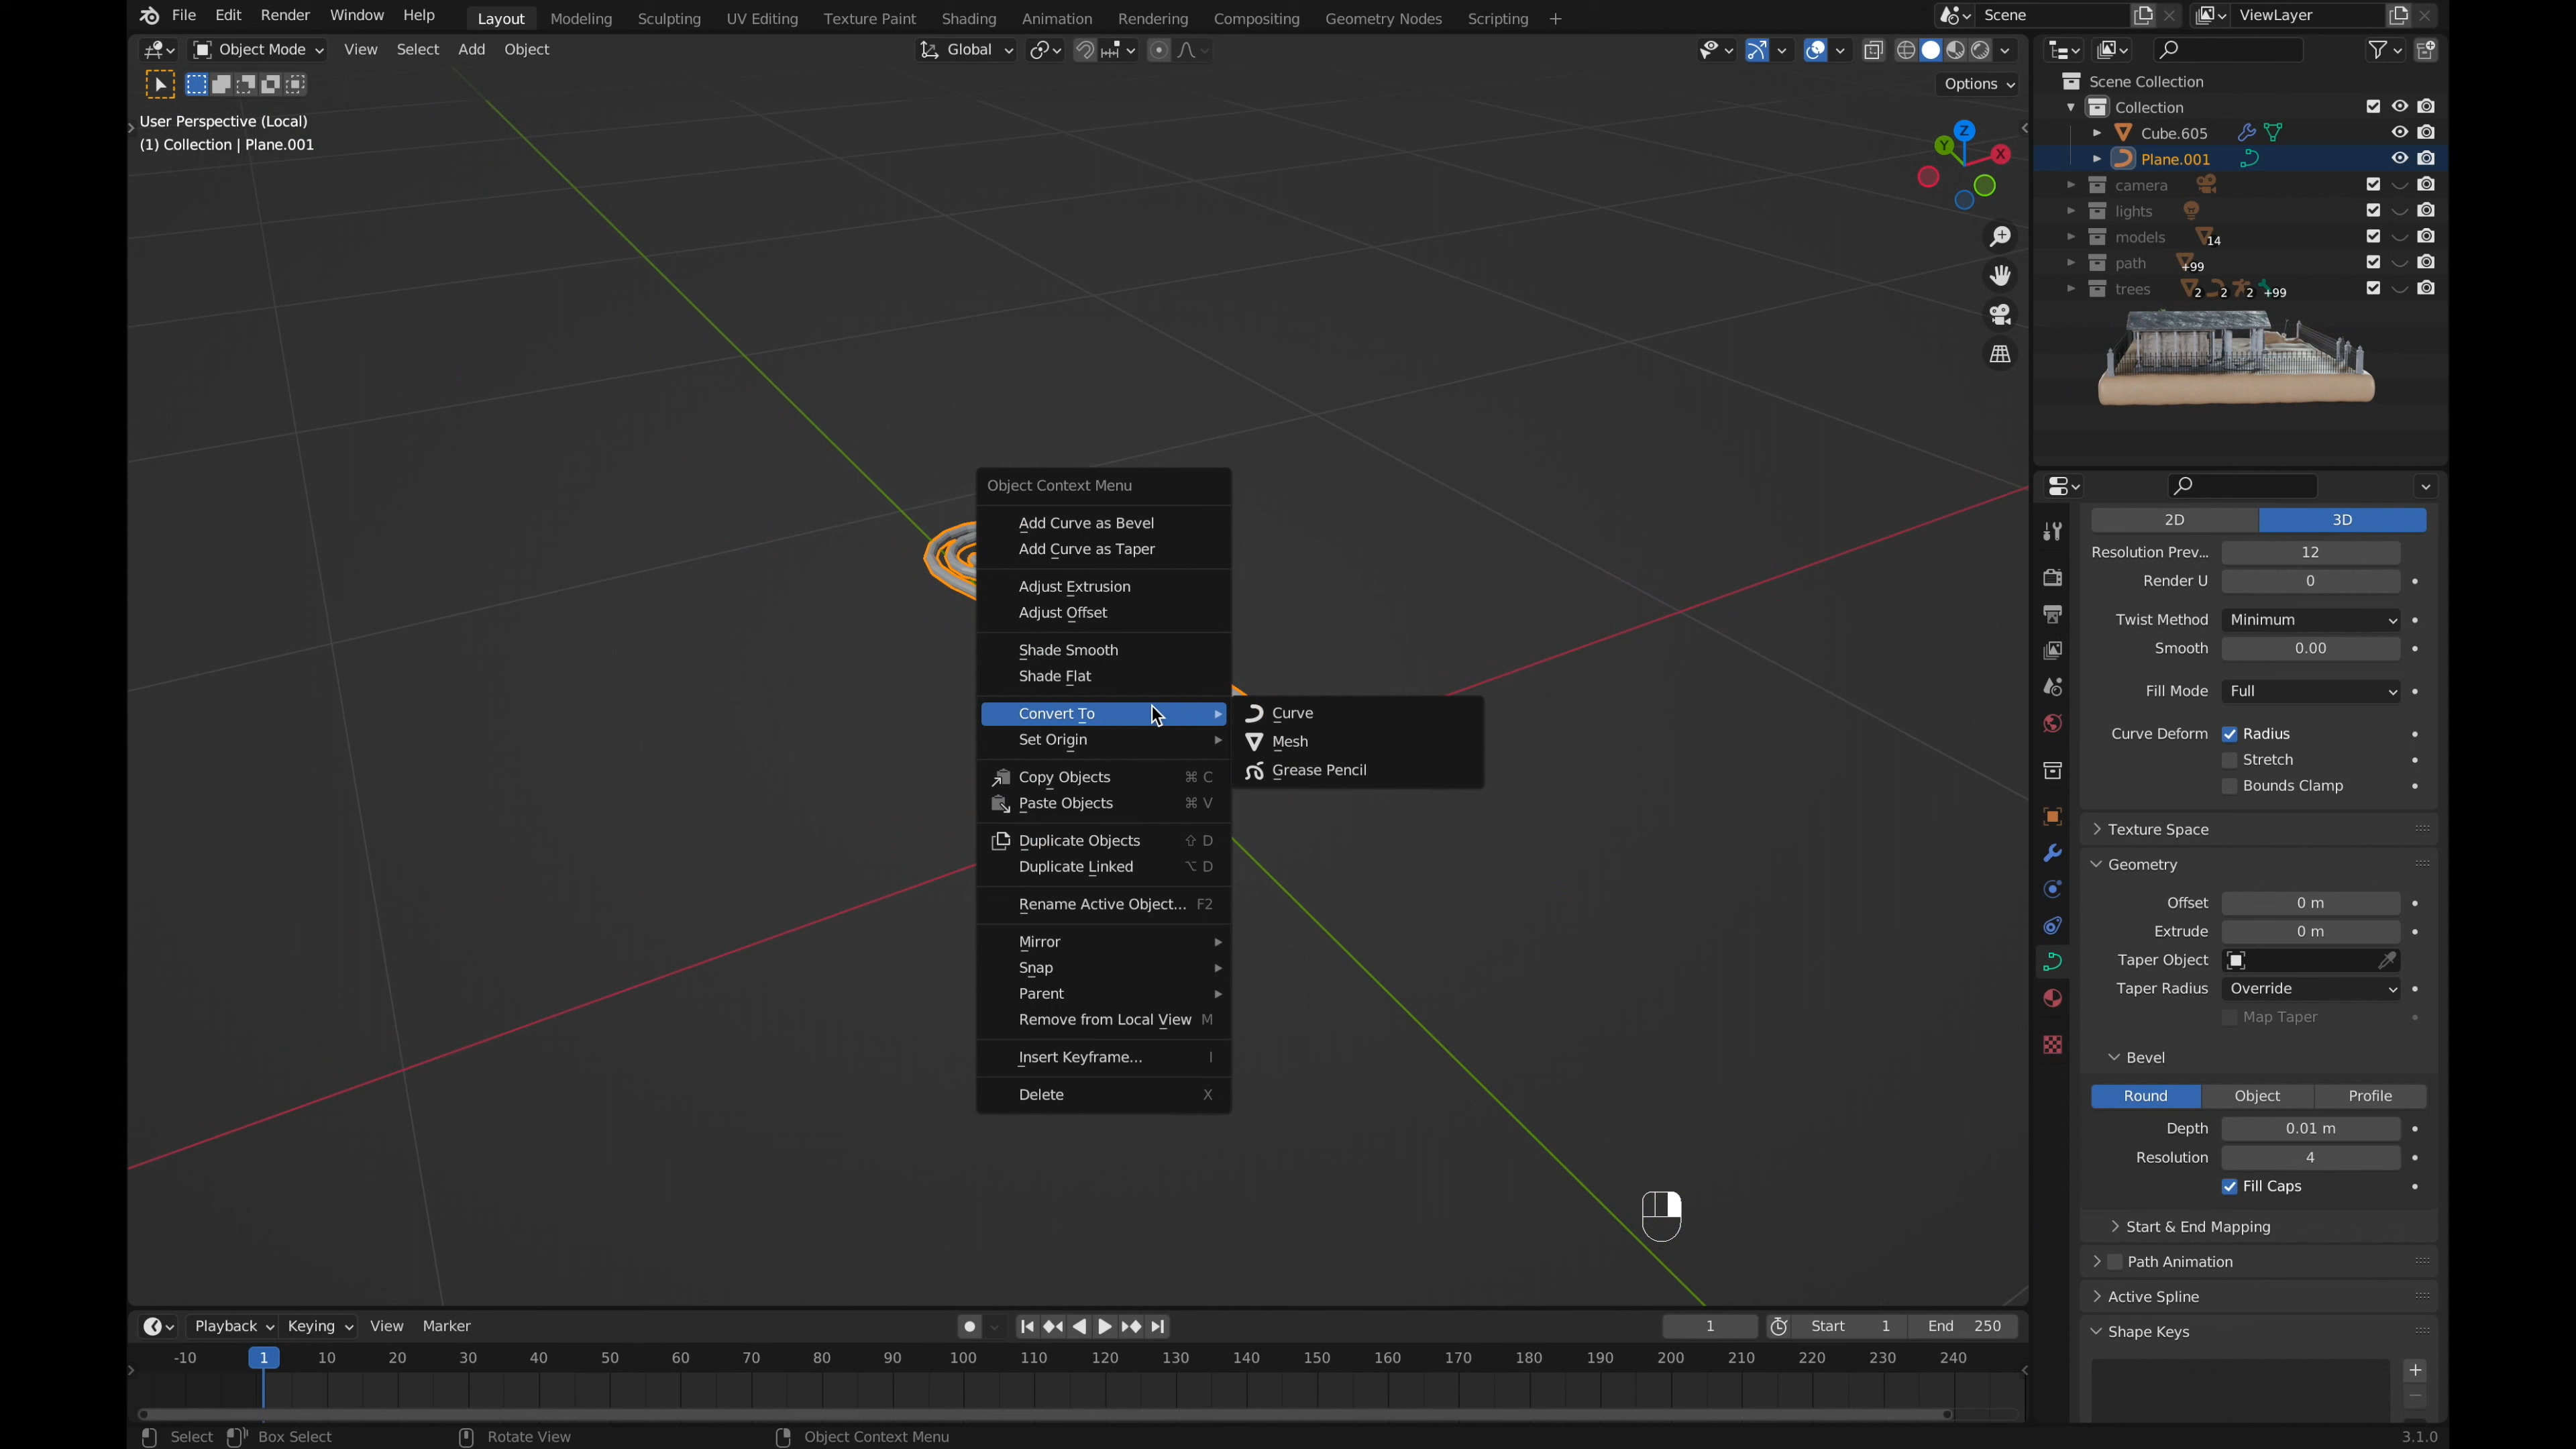 File Edit Render Window Help Layout Modeling Sculpting UV Editing Texture Paint Shading Animation Rendering Compositing Geometry Nodes Scripting + Scene ViewLayer
Object Mode View Select Add Object Global
Options
User Perspective (Local)
(1) Collection | Plane.001
Z
Y
X
Scene Collection
Collection
Cube.605
Plane.001
camera
lights
models 14
path +99
trees 2 2 2 +99
Object Context Menu
Add Curve as Bevel
Add Curve as Taper
Adjust Extrusion
Adjust Offset
Shade Smooth
Shade Flat
Convert To
Set Origin
Copy Objects ⌘ C
Paste Objects ⌘ V
Duplicate Objects ⇧ D
Duplicate Linked ⌥ D
Rename Active Object... F2
Mirror
Snap
Parent
Remove from Local View M
Insert Keyframe... I
Delete X
Curve
Mesh
Grease Pencil
2D 3D
Resolution Prev... 12
Render U 0
Twist Method Minimum
Smooth 0.00
Fill Mode Full
Curve Deform Radius
Stretch
Bounds Clamp
Texture Space
Geometry
Offset 0 m
Extrude 0 m
Taper Object
Taper Radius Override
Map Taper
Bevel
Round Object Profile
Depth 0.01 m
Resolution 4
Fill Caps
Start & End Mapping
Path Animation
Active Spline
Shape Keys
Playback Keying View Marker 1 Start 1 End 250
-10 1 10 20 30 40 50 60 70 80 90 100 110 120 130 140 150 160 170 180 190 200 210 220 230 240
Select Box Select Rotate View Object Context Menu 3.1.0